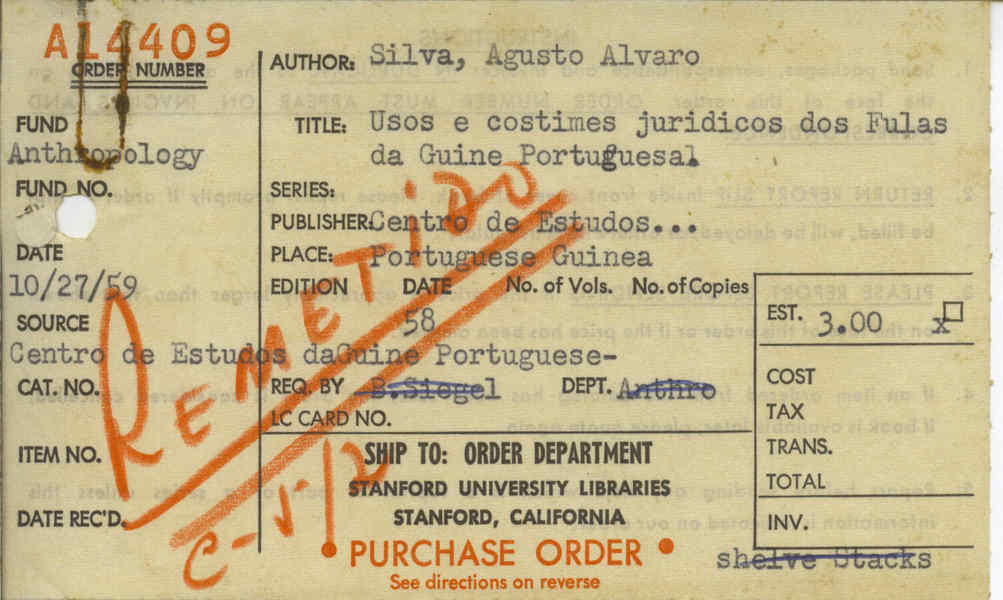 A14409
ORDER NUMBER
AUTHOR: Silva, Agusto Alvaro
FUND
Anthropology
TITLE: Usos e costimes juridicos dos Fulas
da Guine Portuguesal.
FUND NO.
SERIES:
PUBLISHER: Centro de Estudos...
DATE
10/27/59
PLACE: Portuguese Guinea
EDITION DATE No. of Vols. No. of Copies
58
EST. 3.00 x
SOURCE
Centro de Estudos daGuine Portuguese-
CAT. NO.
REQ. BY B.Siegel DEPT. Anthro
LC CARD NO.
COST
TAX
TRANS.
TOTAL
INV.
ITEM NO.
DATE REC'D.
SHIP TO: ORDER DEPARTMENT
STANFORD UNIVERSITY LIBRARIES
STANFORD, CALIFORNIA
PURCHASE ORDER
See directions on reverse
shelve Stacks
REMETIDO
C-5/2